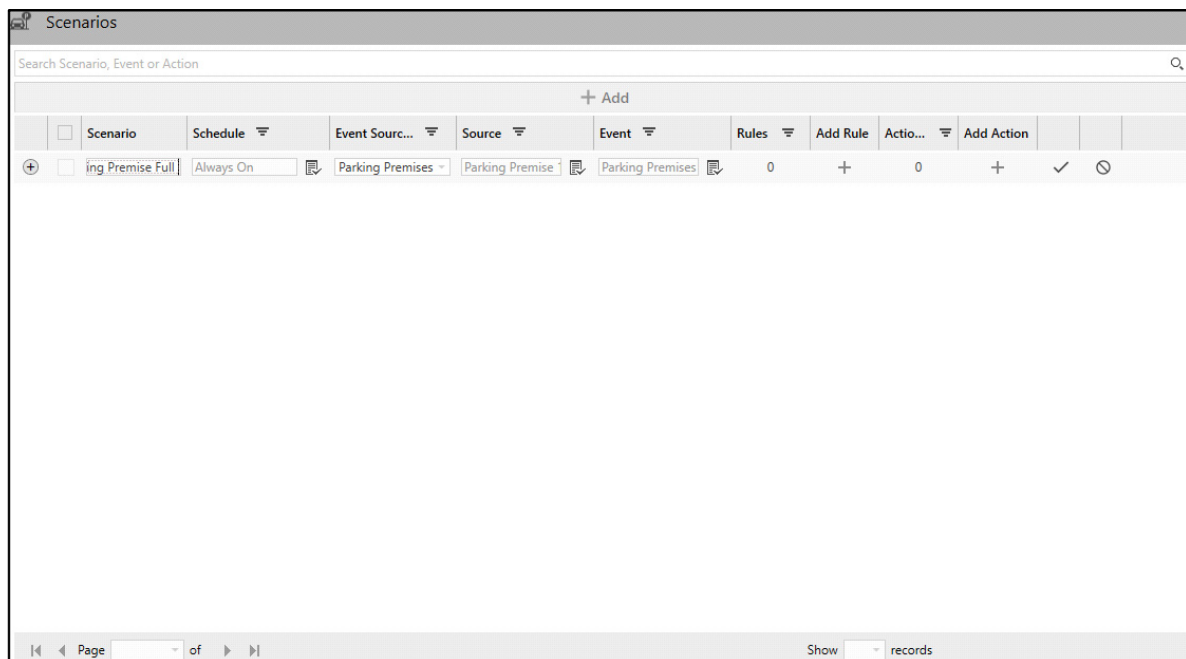 Scenarios
Search Scenario, Event or Action
+ Add
Scenario Schedule Event Sourc... Source Event Rules Add Rule Actio... Add Action
ing Premise Full Always On Parking Premises Parking Premise Parking Premises 0 + 0 +
Page of Show records